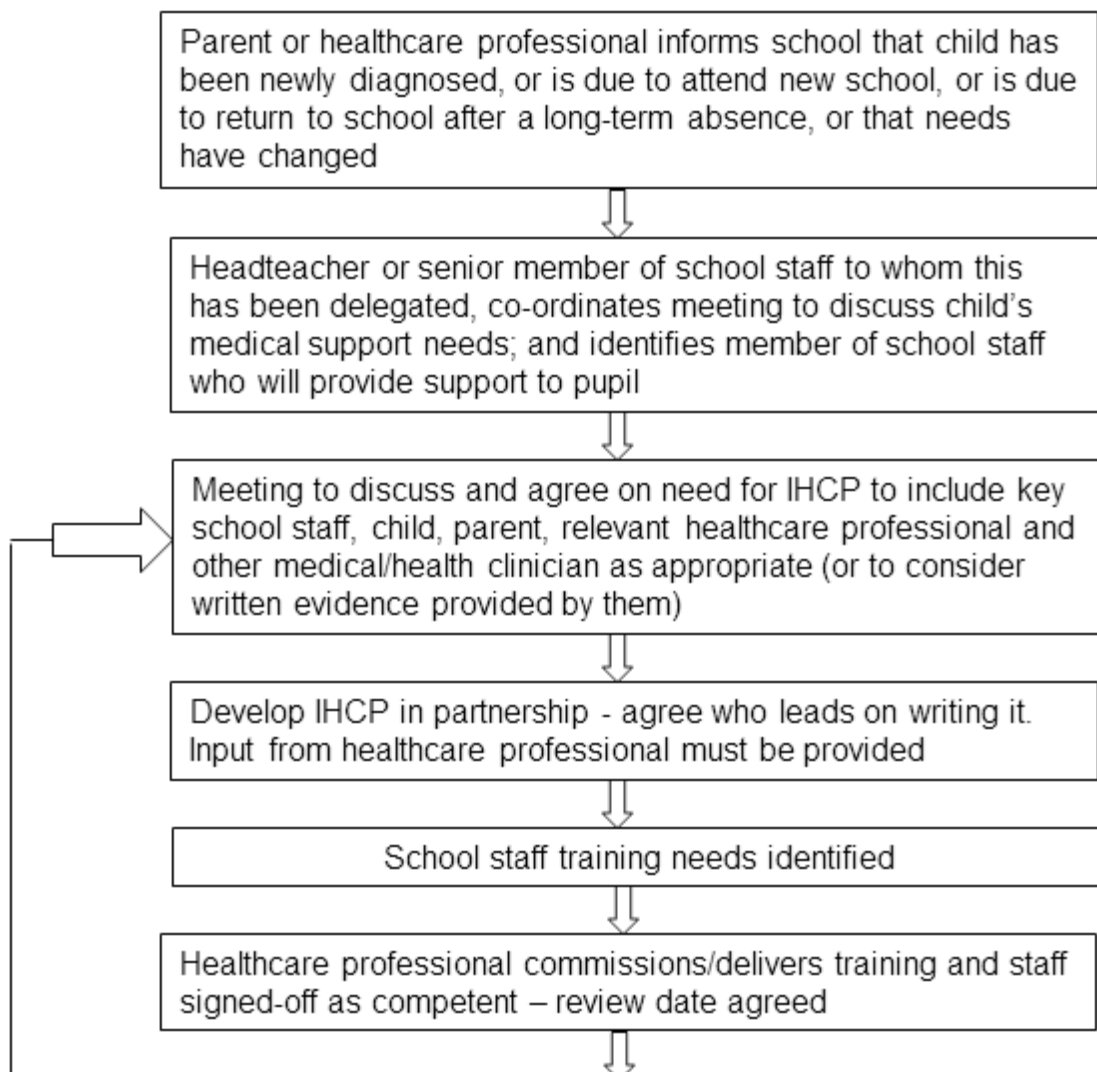 Parent or healthcare professional informs school that child has
been newly diagnosed, or is due to attend new school, or is due
to return to school after a long-term absence, or that needs
have changed
Headteacher or senior member of school staff to whom this
has been delegated, co-ordinates meeting to discuss child’s
medical support needs; and identifies member of school staff
who will provide support to pupil
Meeting to discuss and agree on need for IHCP to include key
school staff, child, parent, relevant healthcare professional and
other medical/health clinician as appropriate (or to consider
written evidence provided by them)
Develop IHCP in partnership - agree who leads on writing it.
Input from healthcare professional must be provided
School staff training needs identified
Healthcare professional commissions/delivers training and staff
signed-off as competent – review date agreed